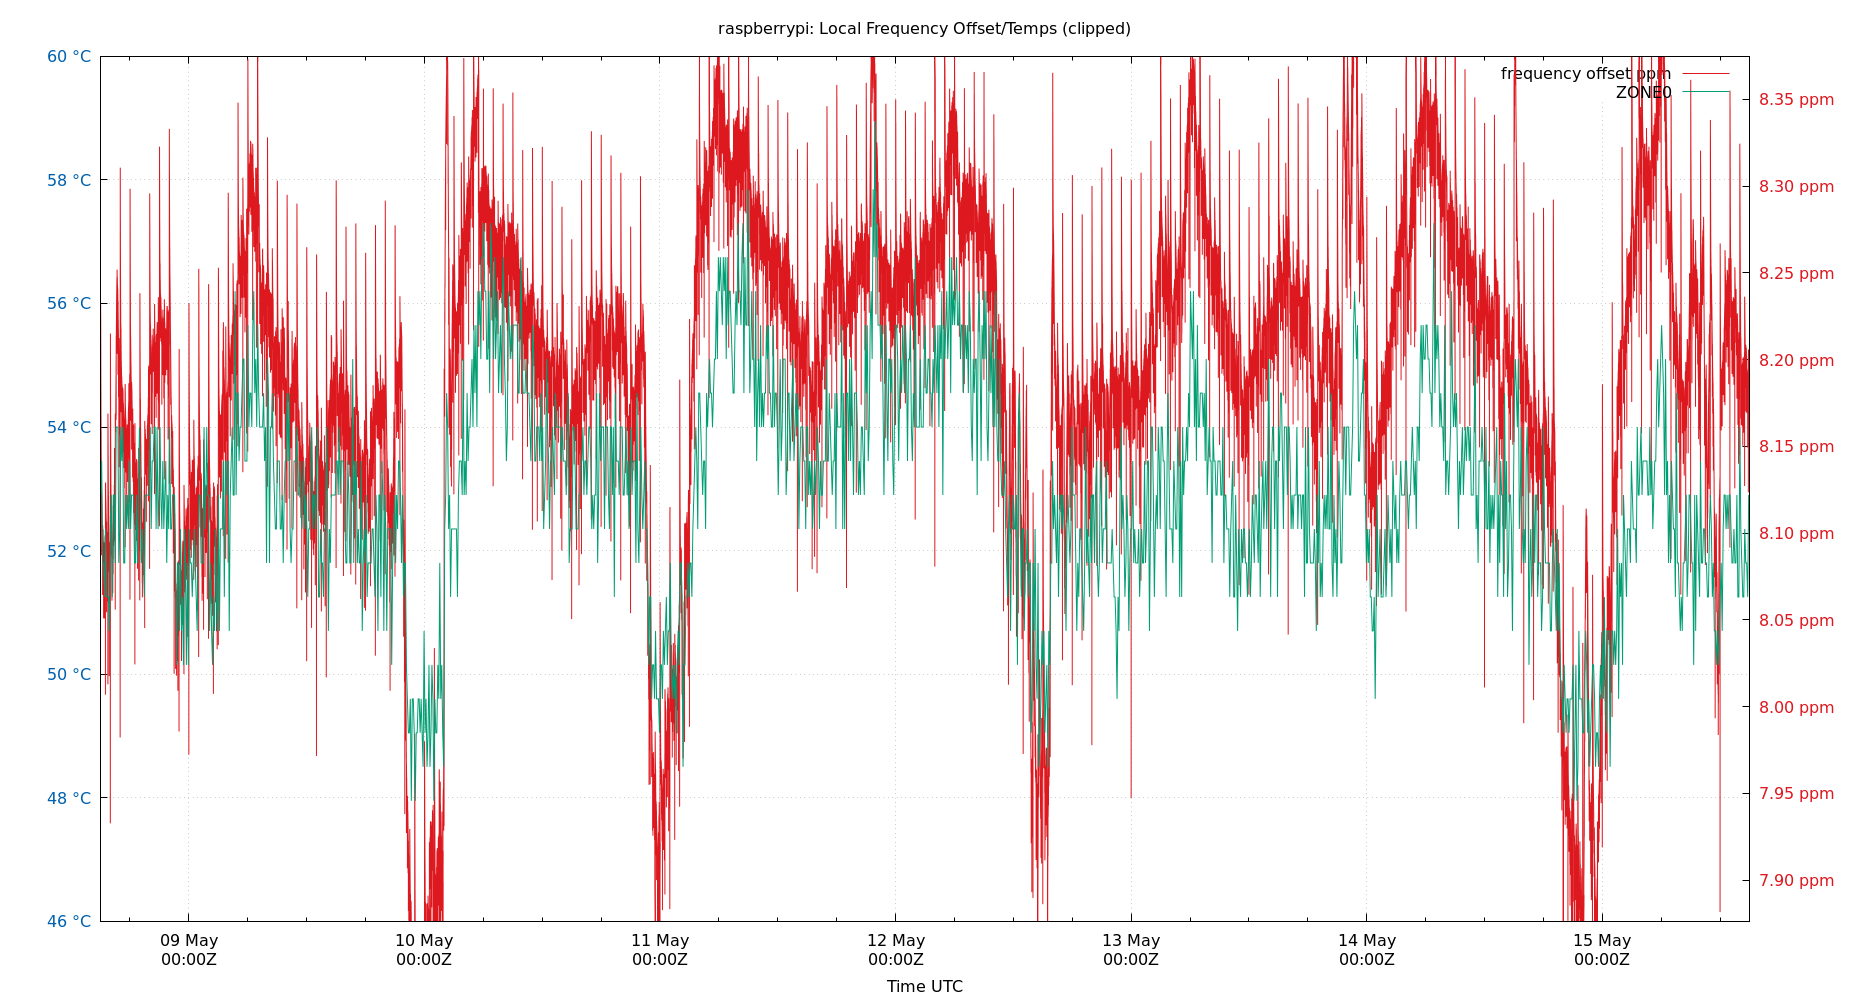 raspberrypi: Local Frequency Offset/Temps (clipped)
frequency offset ppm
ZONE0
60 °C
58 °C
56 °C
54 °C
52 °C
50 °C
48 °C
46 °C
8.35 ppm
8.30 ppm
8.25 ppm
8.20 ppm
8.15 ppm
8.10 ppm
8.05 ppm
8.00 ppm
7.95 ppm
7.90 ppm
09 May 10 May 11 May 12 May 13 May 14 May 15 May
00:00Z 00:00Z 00:00Z 00:00Z 00:00Z 00:00Z 00:00Z
Time UTC